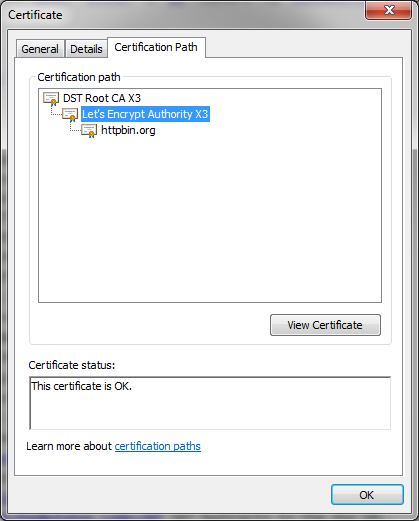 Certificate
General Details Certification Path
Certification path
DST Root CA X3
Let's Encrypt Authority X3
httpbin.org
View Certificate
Certificate status:
This certificate is OK.
Learn more about certification paths
OK